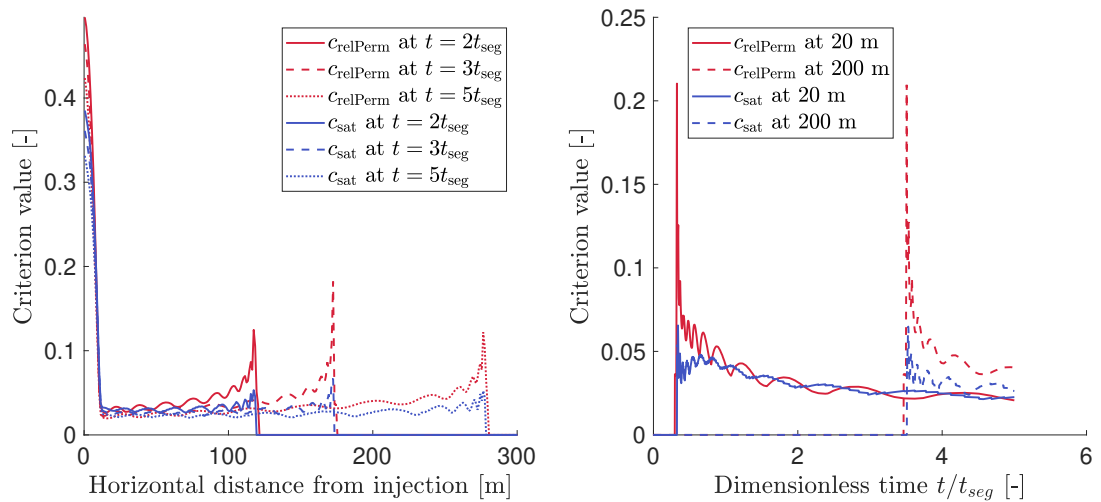 Criterion value [-]
0.4
0.3
0.2
0.1
0
0
100
200
300
Horizontal distance from injection [m]
c_relPerm at t = 2t_seg
c_relPerm at t = 3t_seg
c_relPerm at t = 5t_seg
c_sat at t = 2t_seg
c_sat at t = 3t_seg
c_sat at t = 5t_seg
Criterion value [-]
0.25
0.2
0.15
0.1
0.05
0
0
2
4
6
Dimensionless time t/t_seg [-]
c_relPerm at 20 m
c_relPerm at 200 m
c_sat at 20 m
c_sat at 200 m